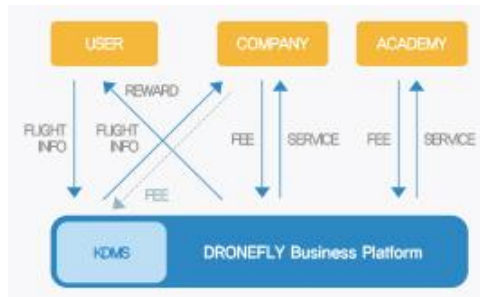 USER
COMPANY
ACADEMY
REWARD
FLIGHT
INFO
FLIGHT
INFO
FEE
SERVICE
FEE
SERVICE
FEE
KDMS
DRONEFLY Business Platform